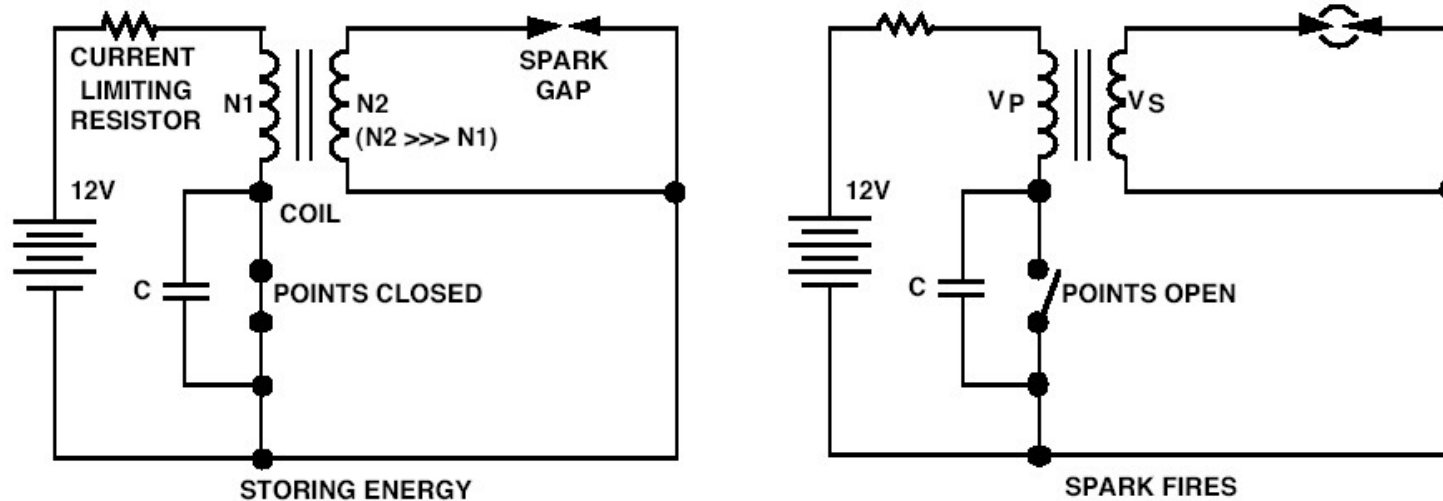 CURRENT
LIMITING
RESISTOR
N1
N2
(N2 >>> N1)
SPARK
GAP
12V
COIL
C
POINTS CLOSED
STORING ENERGY
VP
VS
12V
C
POINTS OPEN
SPARK FIRES